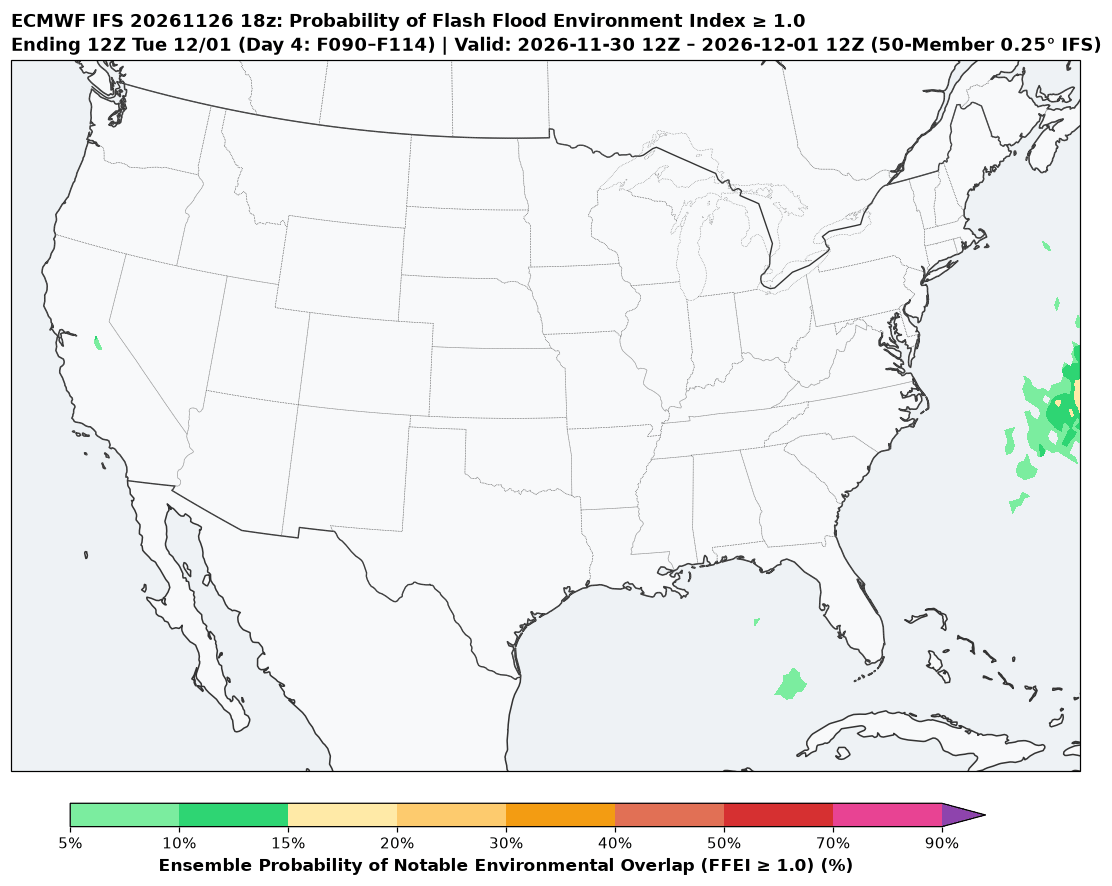 ECMWF IFS 20261126 18z: Probability of Flash Flood Environment Index ≥ 1.0
Ending 12Z Tue 12/01 (Day 4: F090–F114) | Valid: 2026-11-30 12Z – 2026-12-01 12Z (50-Member 0.25° IFS)
5% 10% 15% 20% 30% 40% 50% 70% 90%
Ensemble Probability of Notable Environmental Overlap (FFEI ≥ 1.0) (%)